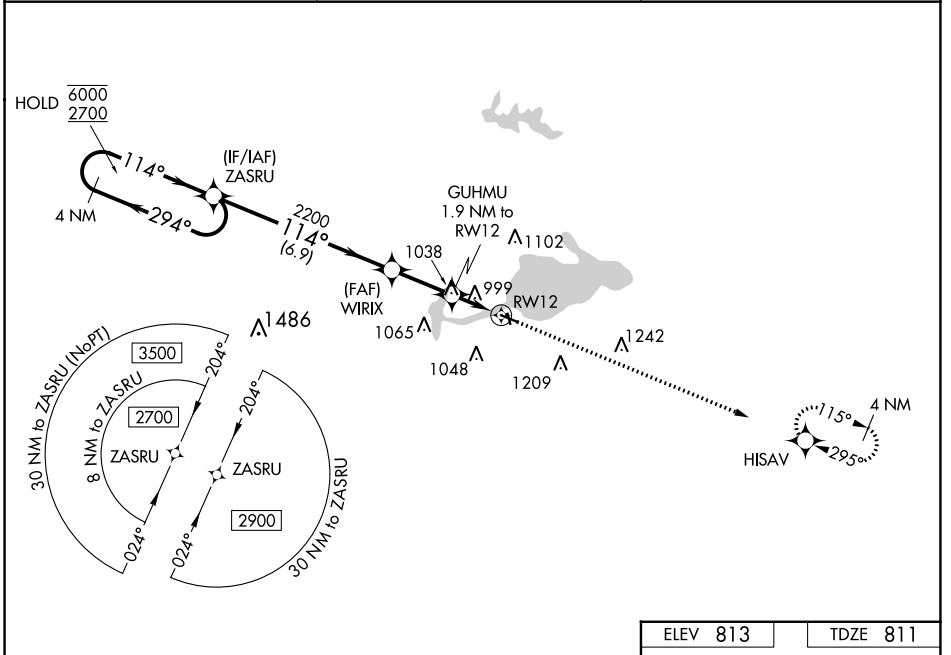 HOLD 6000
2700
114°
294°
4 NM
(IF/IAF)
ZASRU
2200
114°
(6.9)
(FAF)
WIRIX
GUHMU
1.9 NM to
RW12
1038
1102
999
RW12
1065
1048
1209
1242
1486
HISAV
115°
295°
4 NM
30 NM to ZASRU (NoPT)
3500
8 NM to ZASRU
2700
204°
ZASRU
024°
204°
ZASRU
2900
024°
30 NM to ZASRU
ELEV 813
TDZE 811